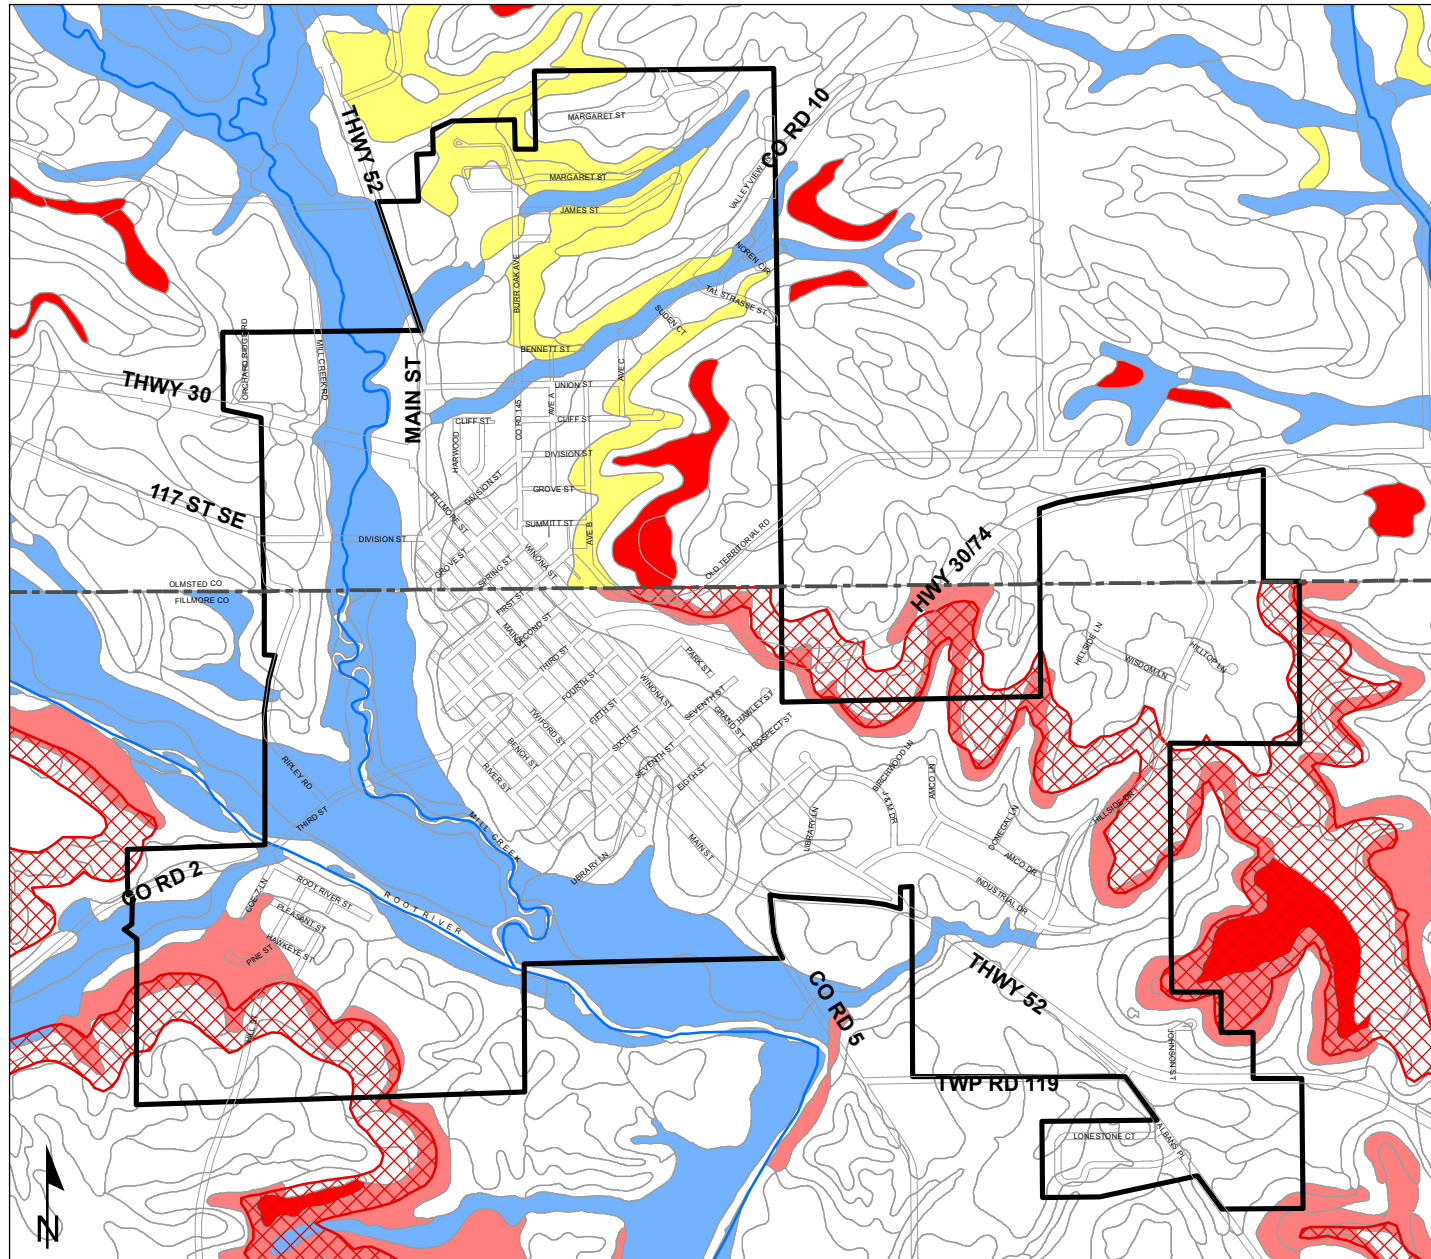 MARGARET ST
THWY 52
CO RD 10
MARGARET ST
VALLEY VIEW
JAMES ST
NOREN CIR
BURR OAK AVE
TAL STRASSE ST
SUDEN CT
ORCHARD RIDGE RD
MILL CREEK RD
BENNETT ST
MAIN ST
AVE C
THWY 30
UNION ST
AVE A
CO RD 145
CLIFF ST
CLIFF ST
HARWOOD
DIVISION ST
DIVISION ST
117 ST SE
FILLMORE ST
GROVE ST
SUMMITT ST
AVE B
DIVISION ST
WINONA ST
OLD TERRITORIAL RD
HWY 30/74
GROVE ST
SPRING ST
OLMSTED CO
FILLMORE CO
FIRST ST
MAIN ST
SECOND ST
HILLSIDE LN
WISDOM LN
HILLTOP LN
THIRD ST
PARK ST
FOURTH ST
WINONA ST
SEVENTH ST
HAWLEY ST
GRAND ST
PROSPECT ST
TWIFORD ST
FIFTH ST
SIXTH ST
BENCH ST
SEVENTH ST
RIVER ST
EIGTH ST
RIPLEY RD
BIRCHWOOD LN
AMCO LN
J & M DR
THIRD ST
MILL CREEK
LIBRARY LN
DONEGAL LN
HILLSIDE DR
MAIN ST
LIBRARY LN
AMCO DR
CO RD 2
ROOT RIVER ST
INDUSTRIAL DR
ROOT RIVER
PLEASANT ST
HAWKEYE ST
PINE ST
THWY 52
CO RD 5
HILL ST
JOHNSON ST
TWP RD 119
LONESTONE CT
ALBANS PL
N